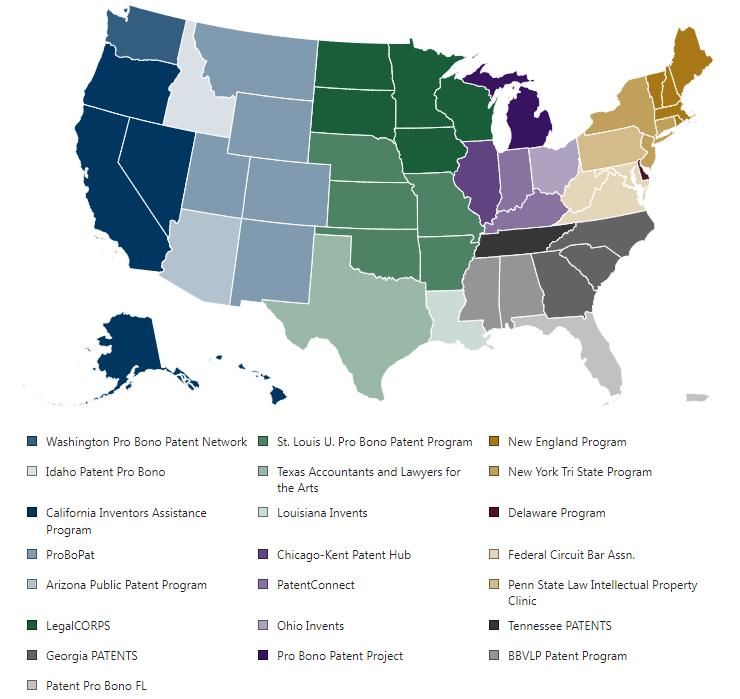 Washington Pro Bono Patent Network
St. Louis U. Pro Bono Patent Program
New England Program
Idaho Patent Pro Bono
Texas Accountants and Lawyers for
the Arts
New York Tri State Program
California Inventors Assistance
Program
Louisiana Invents
Delaware Program
ProBoPat
Chicago-Kent Patent Hub
Federal Circuit Bar Assn.
Arizona Public Patent Program
PatentConnect
Penn State Law Intellectual Property
Clinic
LegalCORPS
Ohio Invents
Tennessee PATENTS
Georgia PATENTS
Pro Bono Patent Project
BBVLP Patent Program
Patent Pro Bono FL